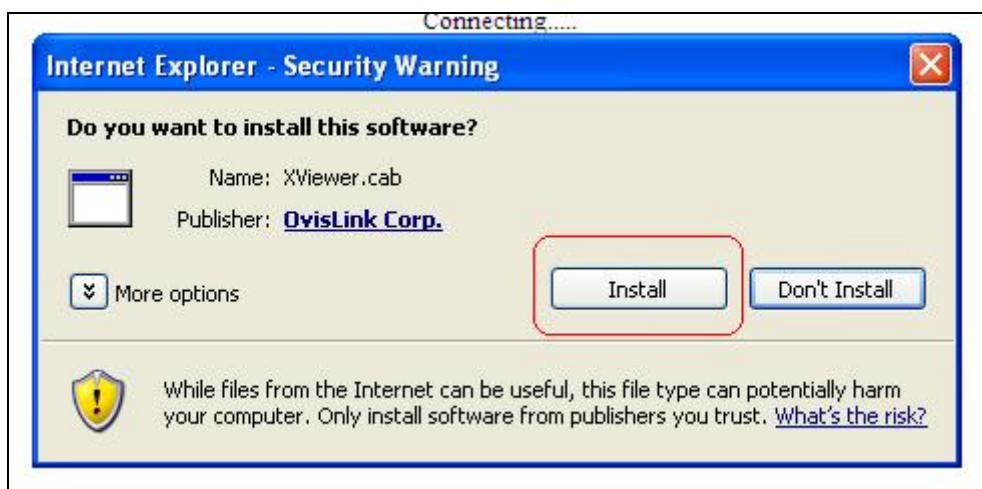 Connecting.....
Internet Explorer - Security Warning
Do you want to install this software?
Name: XViewer.cab
Publisher: OvisLink Corp.
More options
Install
Don't Install
While files from the Internet can be useful, this file type can potentially harm
your computer. Only install software from publishers you trust. What's the risk?